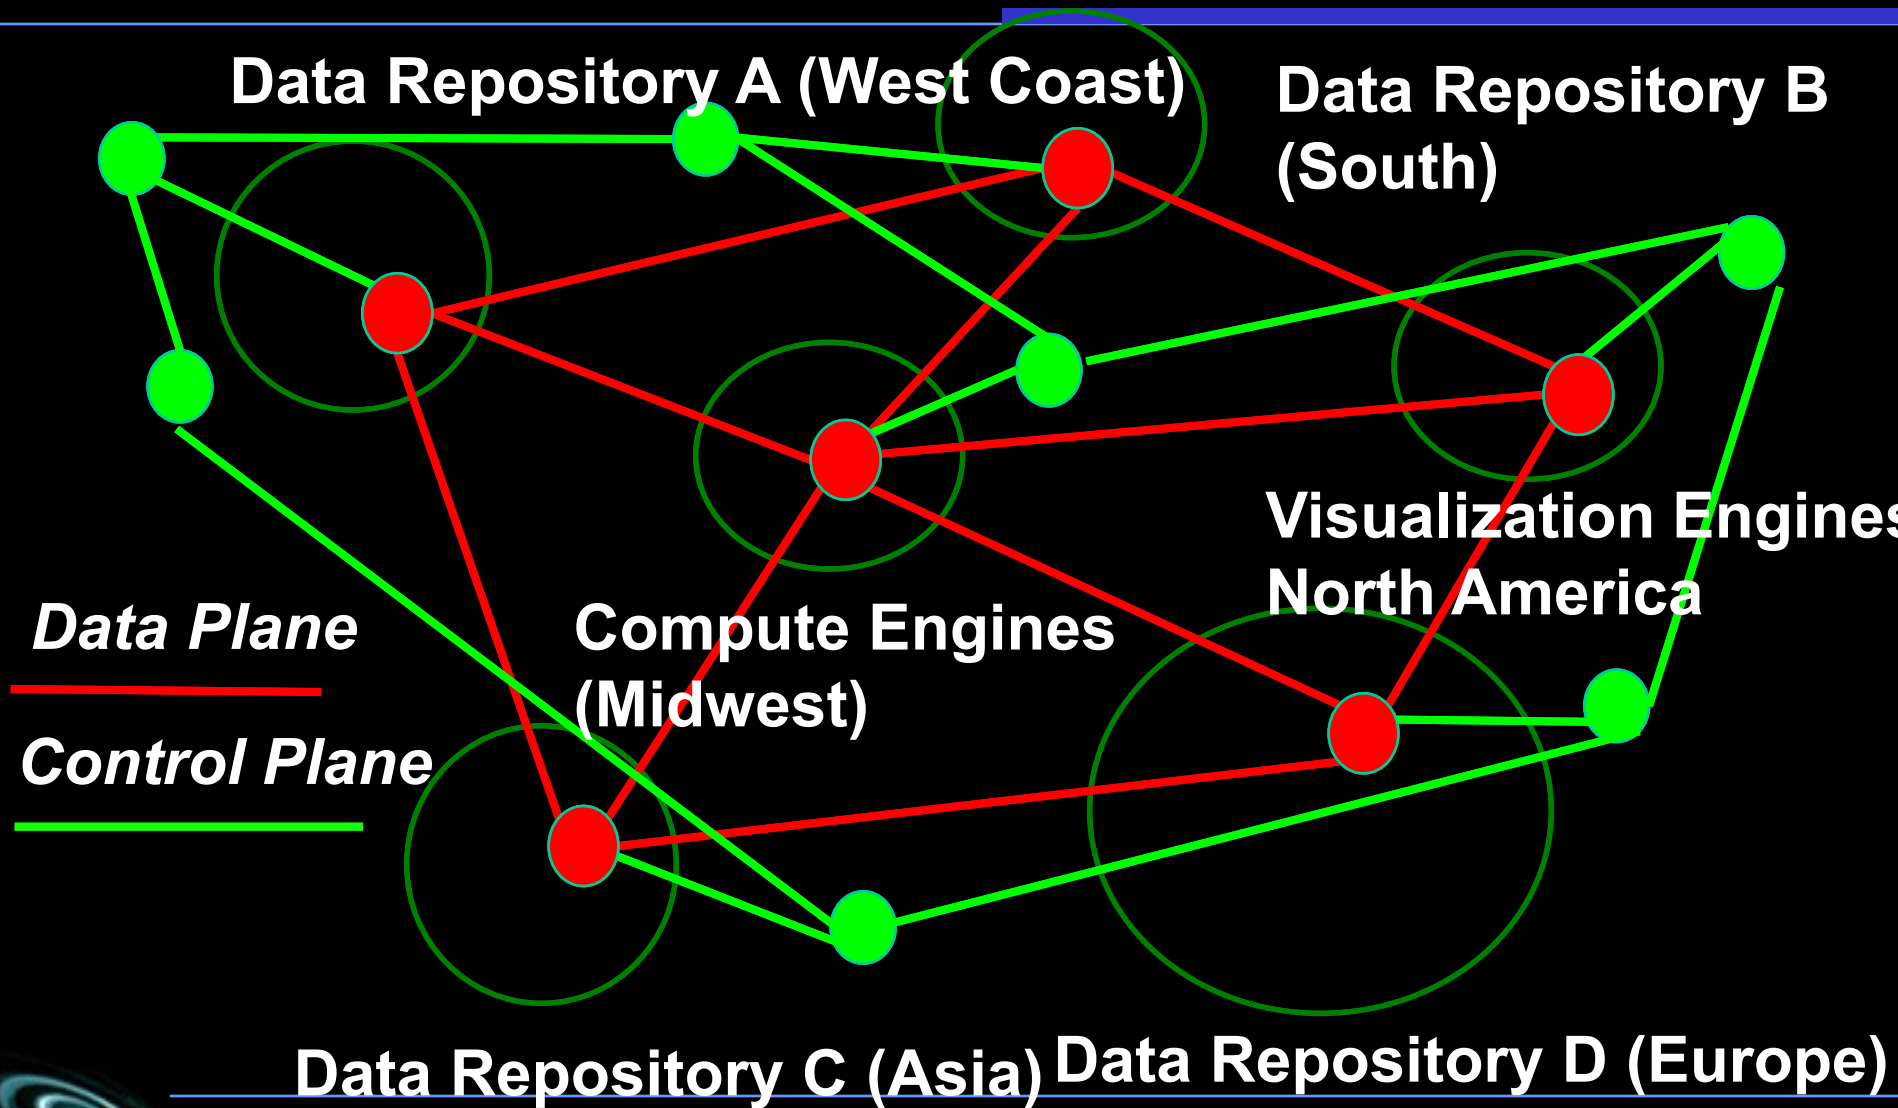 Data Repository A (West Coast)
Data Repository B
(South)
Visualization Engines
North America
Data Plane
Compute Engines
(Midwest)
Control Plane
Data Repository C (Asia)
Data Repository D (Europe)